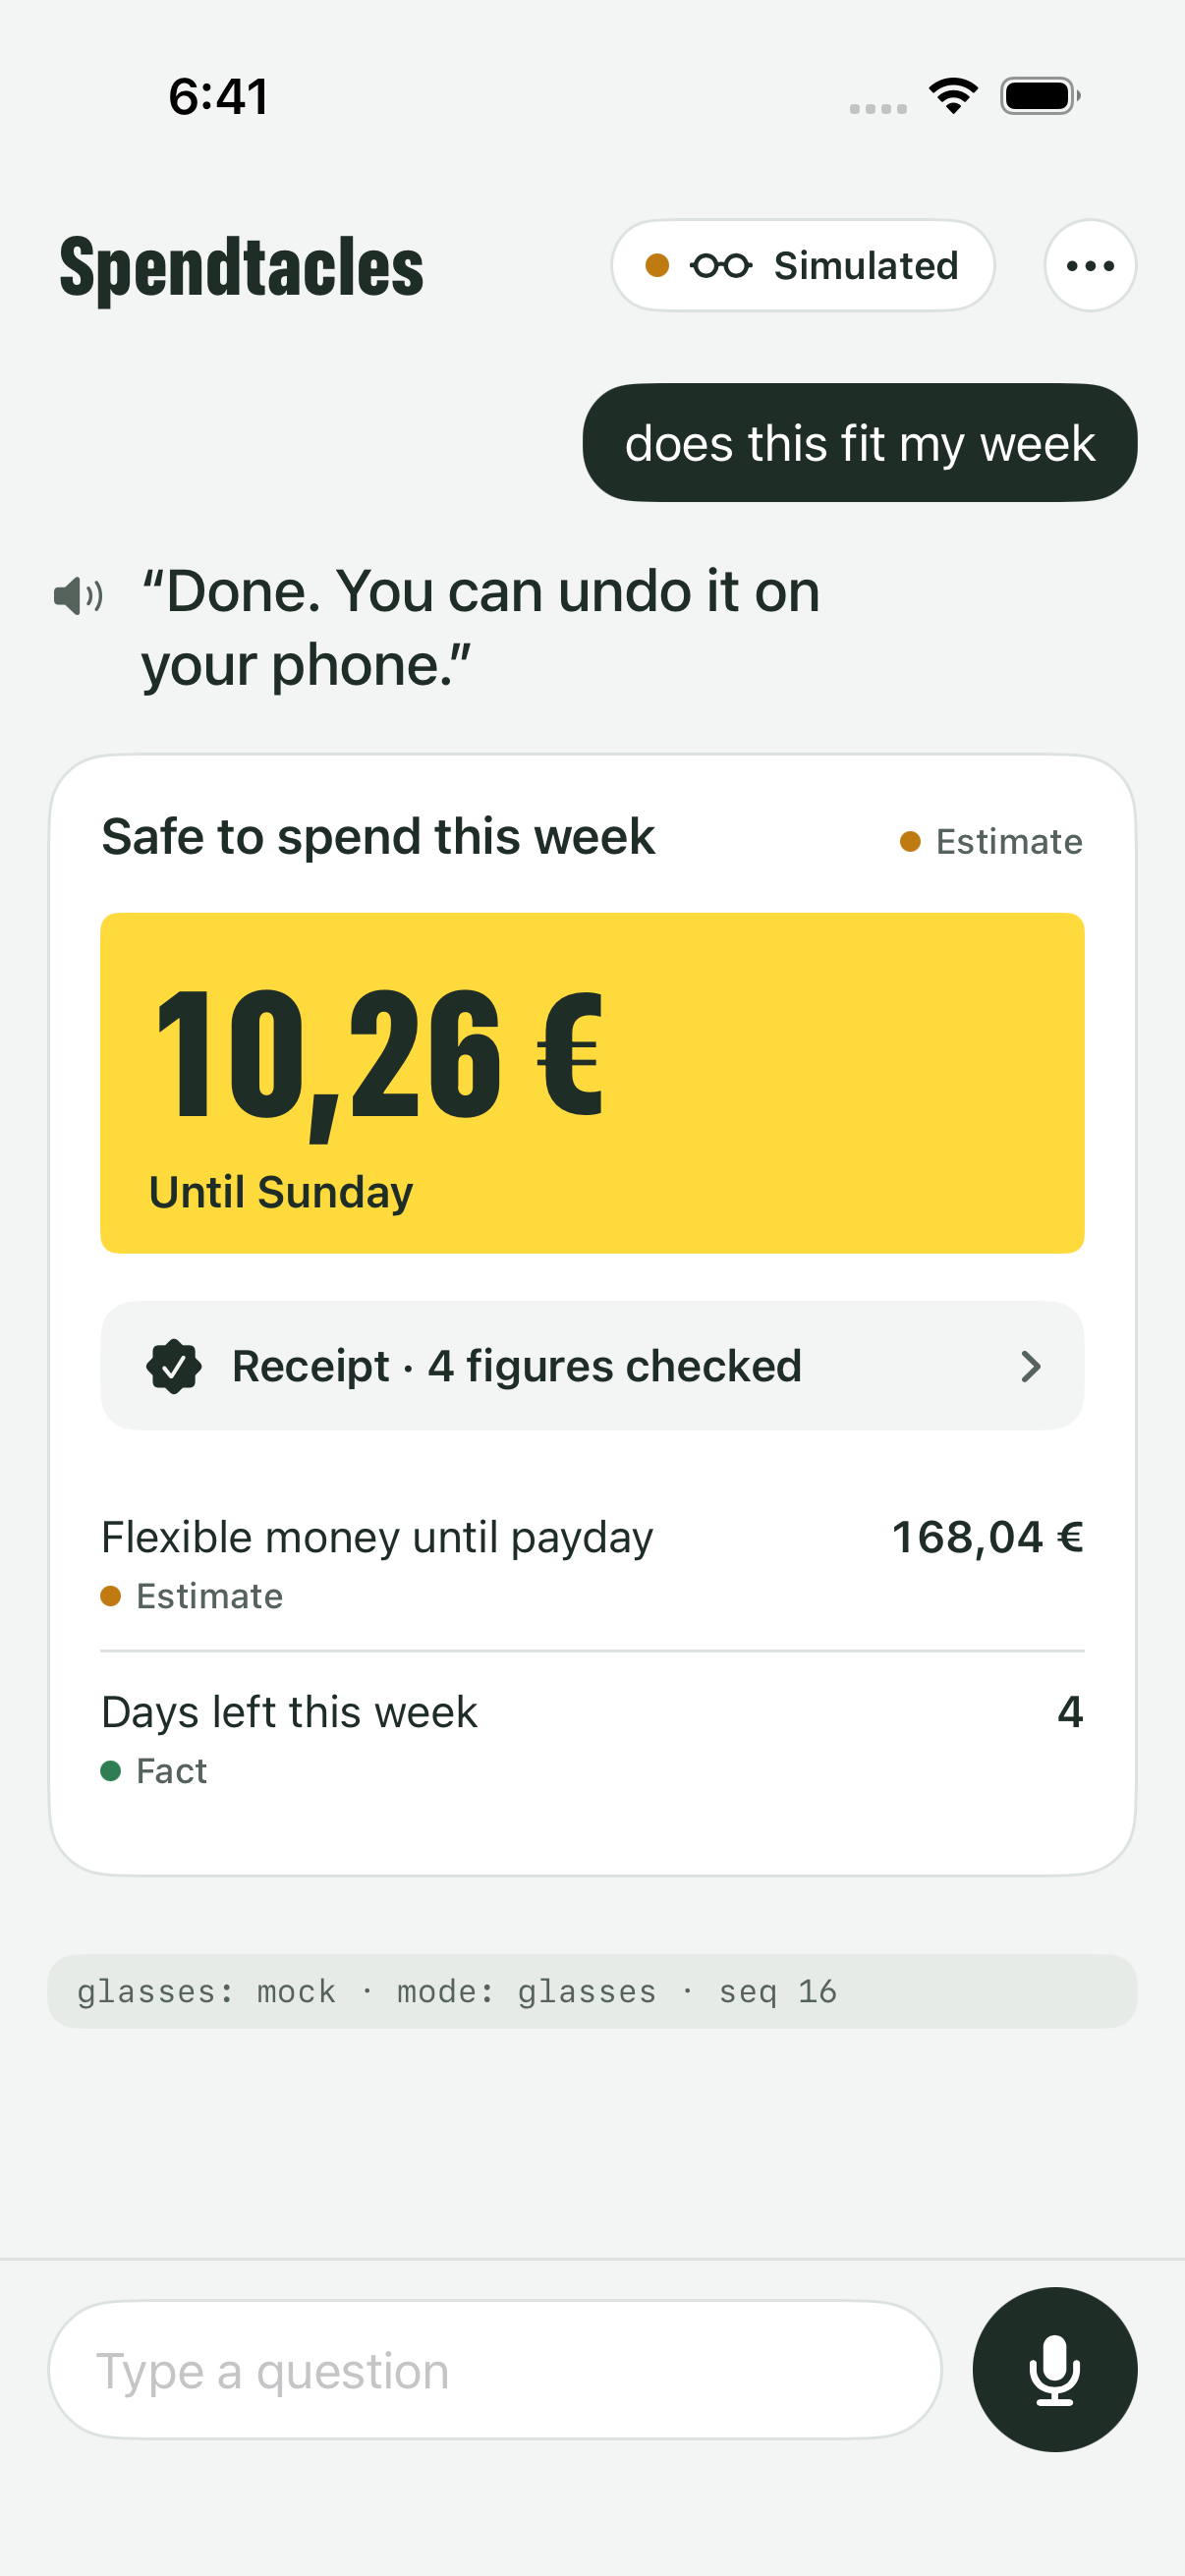 6:41
Spendtacles
Simulated
does this fit my week
“Done. You can undo it on
your phone.”
Safe to spend this week
Estimate
10,26 €
Until Sunday
Receipt · 4 figures checked
Flexible money until payday 168,04 €
Estimate
Days left this week 4
Fact
glasses: mock · mode: glasses · seq 16
Type a question